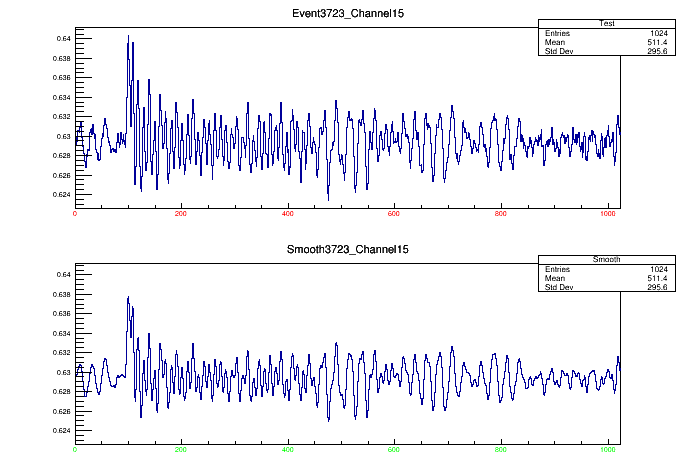 Event3723_Channel15
Test
Entries 1024
Mean 511.4
Std Dev 295.6
0.64
0.638
0.636
0.634
0.632
0.63
0.628
0.626
0.624
0 200 400 600 800 1000
Smooth3723_Channel15
Smooth
Entries 1024
Mean 511.4
Std Dev 295.6
0.64
0.638
0.636
0.634
0.632
0.63
0.628
0.626
0.624
0 200 400 600 800 1000